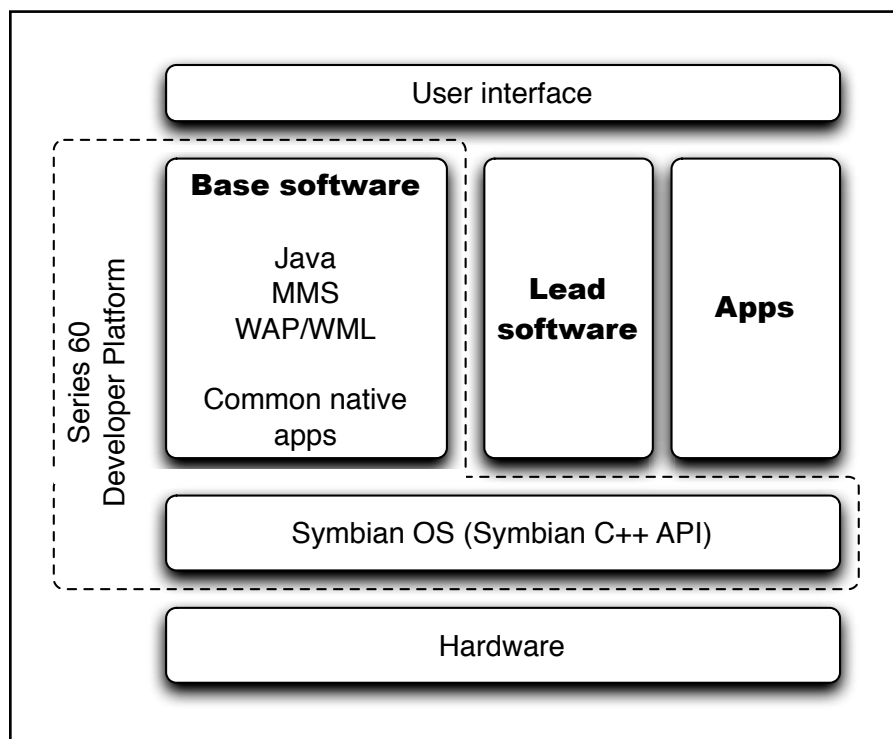 User interface
Series 60
Developer Platform
Base software
Java
MMS
WAP/WML
Common native
apps
Lead
software
Apps
Symbian OS (Symbian C++ API)
Hardware